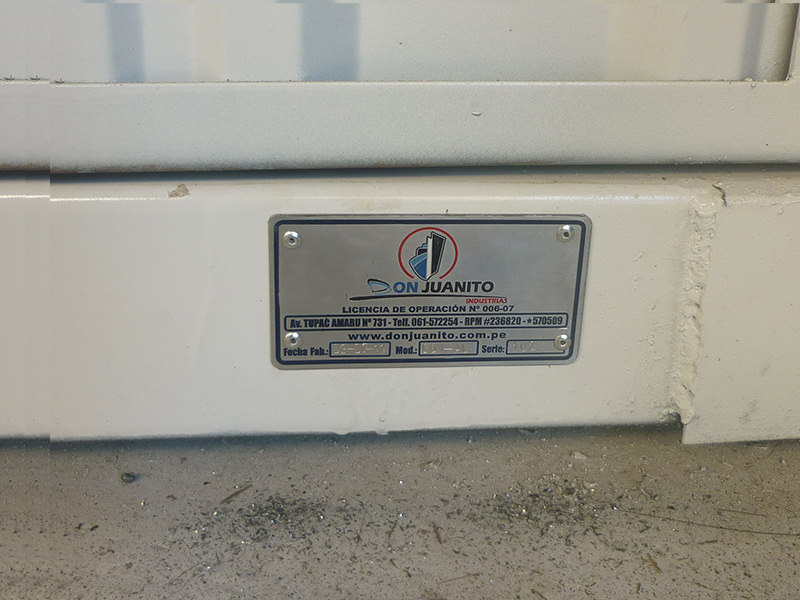 DON JUANITO
INDUSTRIAS
LICENCIA DE OPERACIÓN Nº 006-07
Av. TUPAC AMARU Nº 731 - Telf. 061-572254 - RPM #236820 - *570509
www.donjuanito.com.pe
Fecha Fab.: Mod.: Serie: